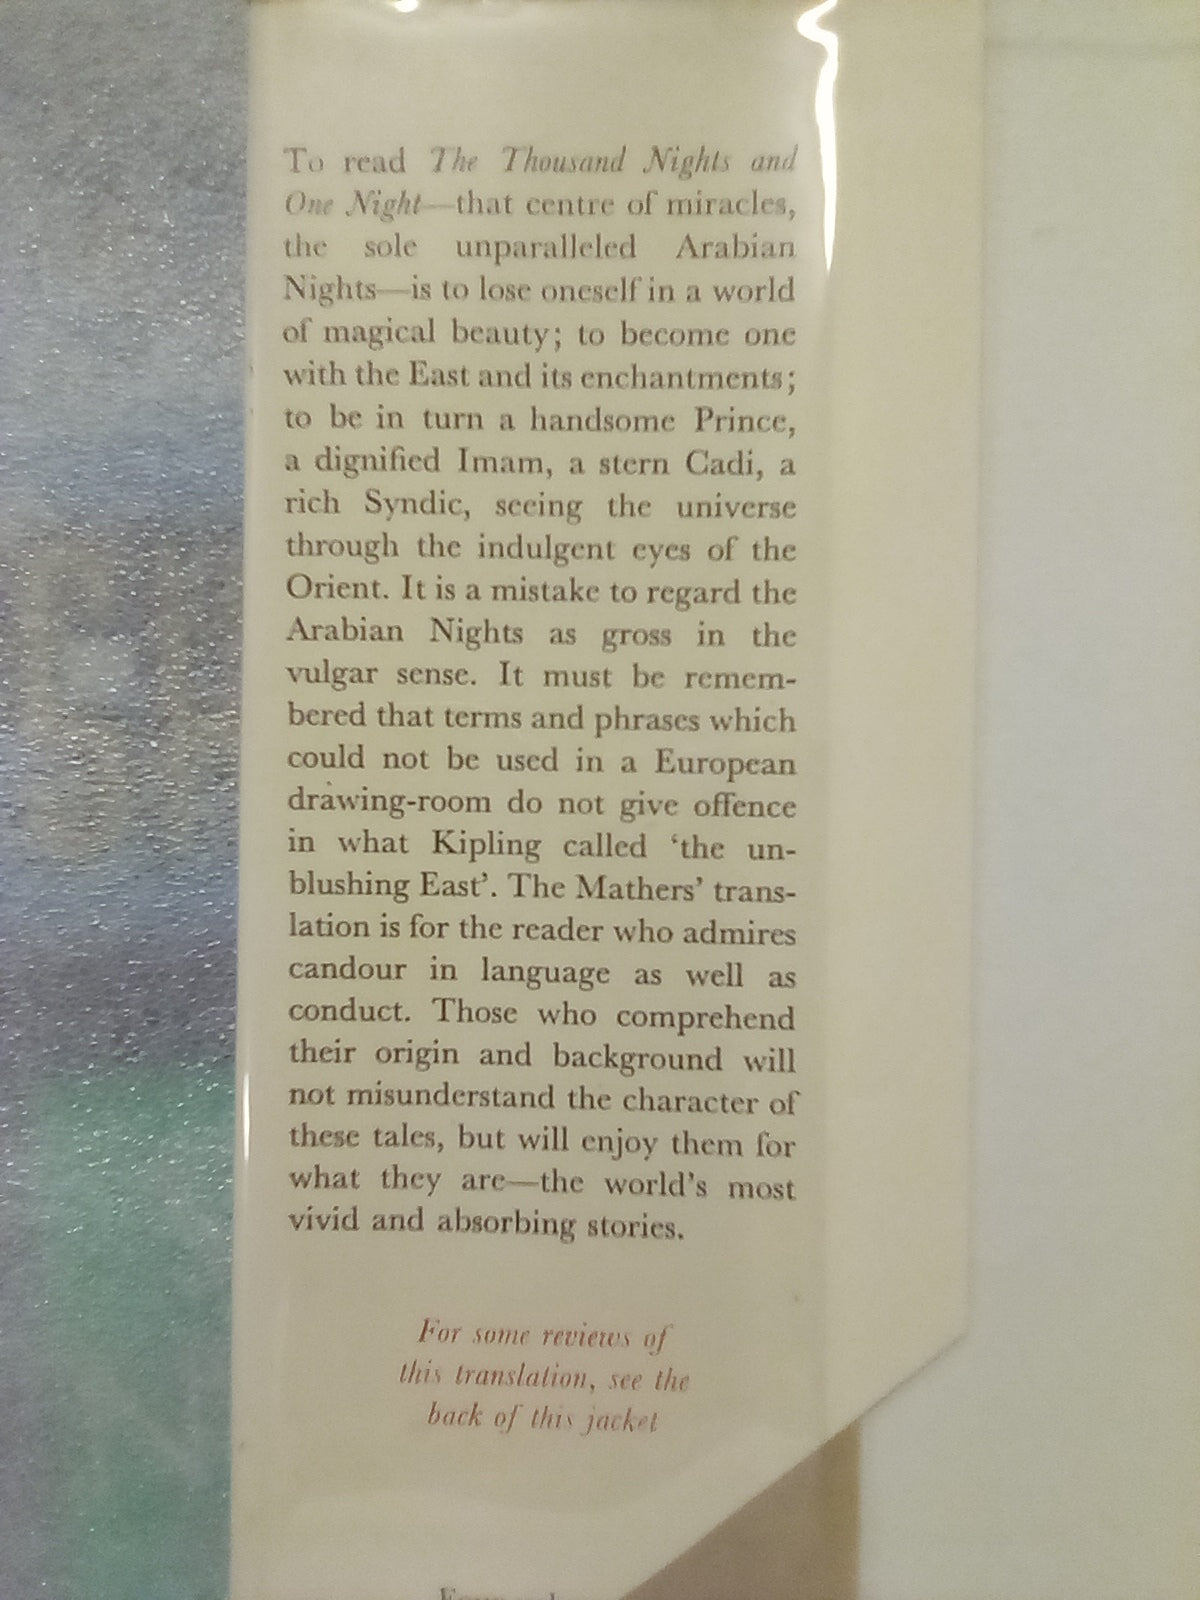 To read The Thousand Nights and
One Night—that centre of miracles,
the sole unparalleled Arabian
Nights—is to lose oneself in a world
of magical beauty; to become one
with the East and its enchantments;
to be in turn a handsome Prince,
a dignified Imam, a stern Cadi, a
rich Syndic, seeing the universe
through the indulgent eyes of the
Orient. It is a mistake to regard the
Arabian Nights as gross in the
vulgar sense. It must be remem-
bered that terms and phrases which
could not be used in a European
drawing-room do not give offence
in what Kipling called ‘the un-
blushing East’. The Mathers’ trans-
lation is for the reader who admires
candour in language as well as
conduct. Those who comprehend
their origin and background will
not misunderstand the character of
these tales, but will enjoy them for
what they are—the world’s most
vivid and absorbing stories.
For some reviews of
this translation, see the
back of this jacket